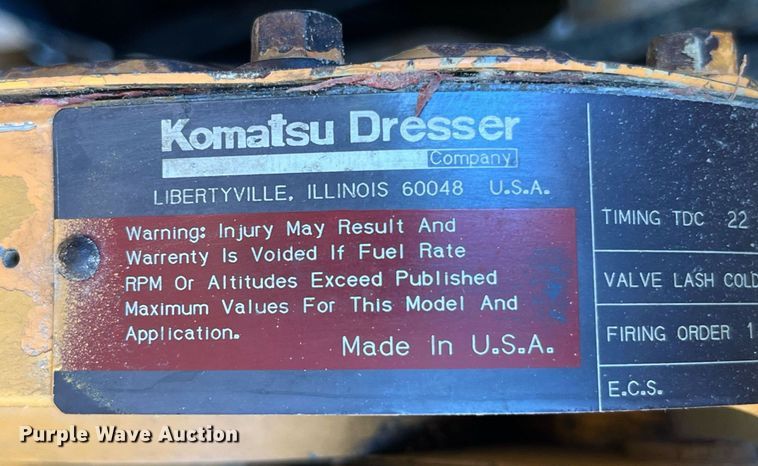 Komatsu Dresser
Company
LIBERTYVILLE, ILLINOIS 60048 U.S.A.
Warning: Injury May Result And
Warrenty Is Voided If Fuel Rate
RPM Or Altitudes Exceed Published
Maximum Values For This Model And
Application.
Made In U.S.A.
TIMING TDC 22
VALVE LASH COLD
FIRING ORDER 1
E.C.S.
Purple Wave Auction